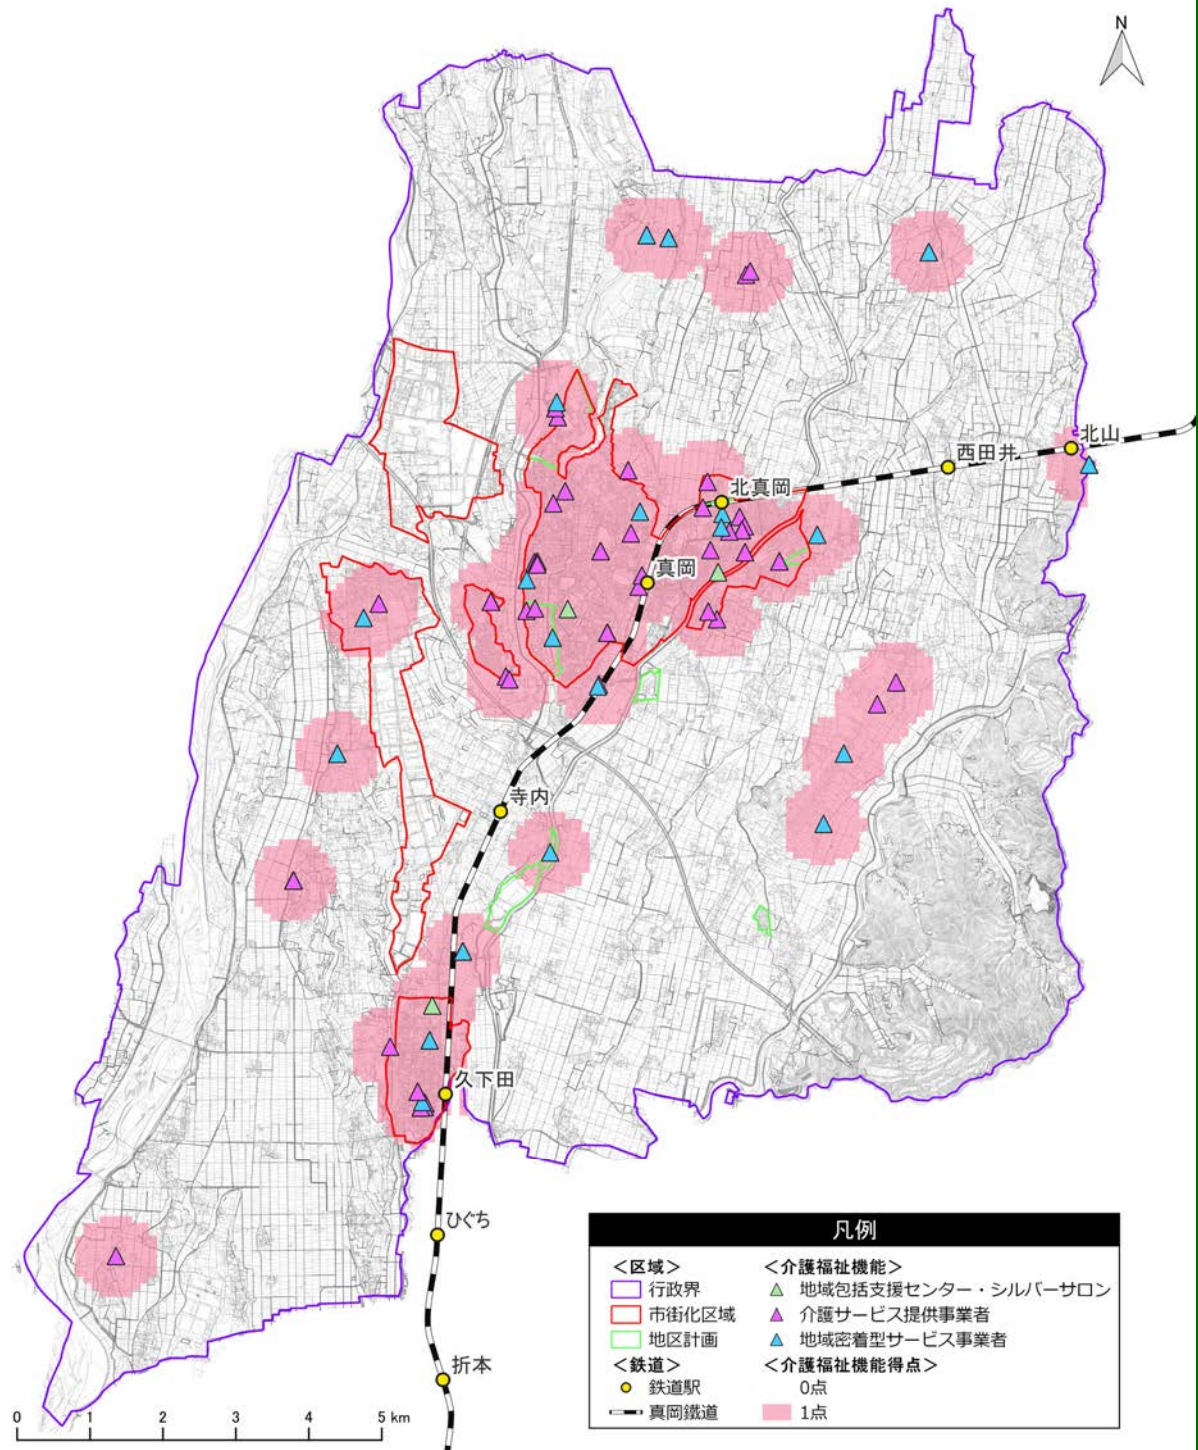 N
北山
西田井
北真岡
真岡
寺内
久下田
ひぐち
折本
0 1 2 3 4 5 km
凡例
＜区域＞
行政界
市街化区域
地区計画
＜鉄道＞
鉄道駅
真岡鐵道
＜介護福祉機能＞
地域包括支援センター・シルバーサロン
介護サービス提供事業者
地域密着型サービス事業者
＜介護福祉機能得点＞
0点
1点